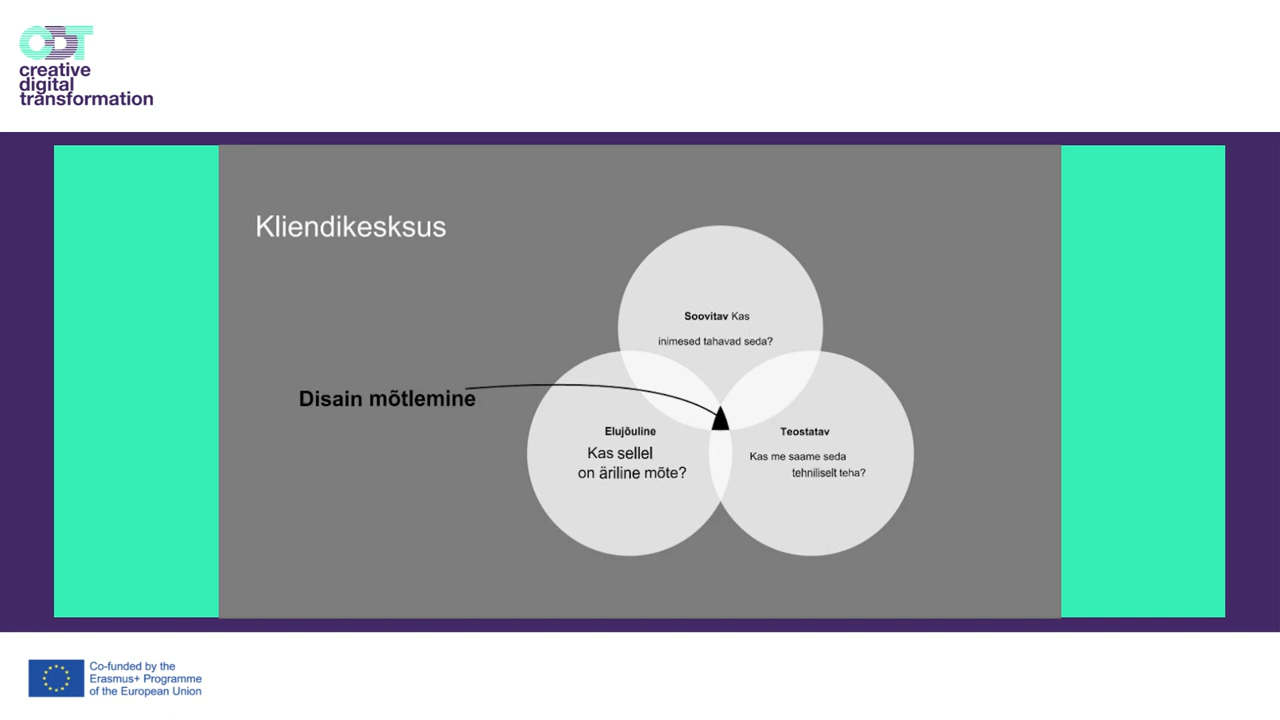 CDT
creative
digital
transformation
Kliendikesksus
Soovitav Kas
inimesed tahavad seda?
Disain mõtlemine
Elujõuline
Kas sellel
on äriline mõte?
Teostatav
Kas me saame seda
tehniliselt teha?
Co-funded by the
Erasmus+ Programme
of the European Union